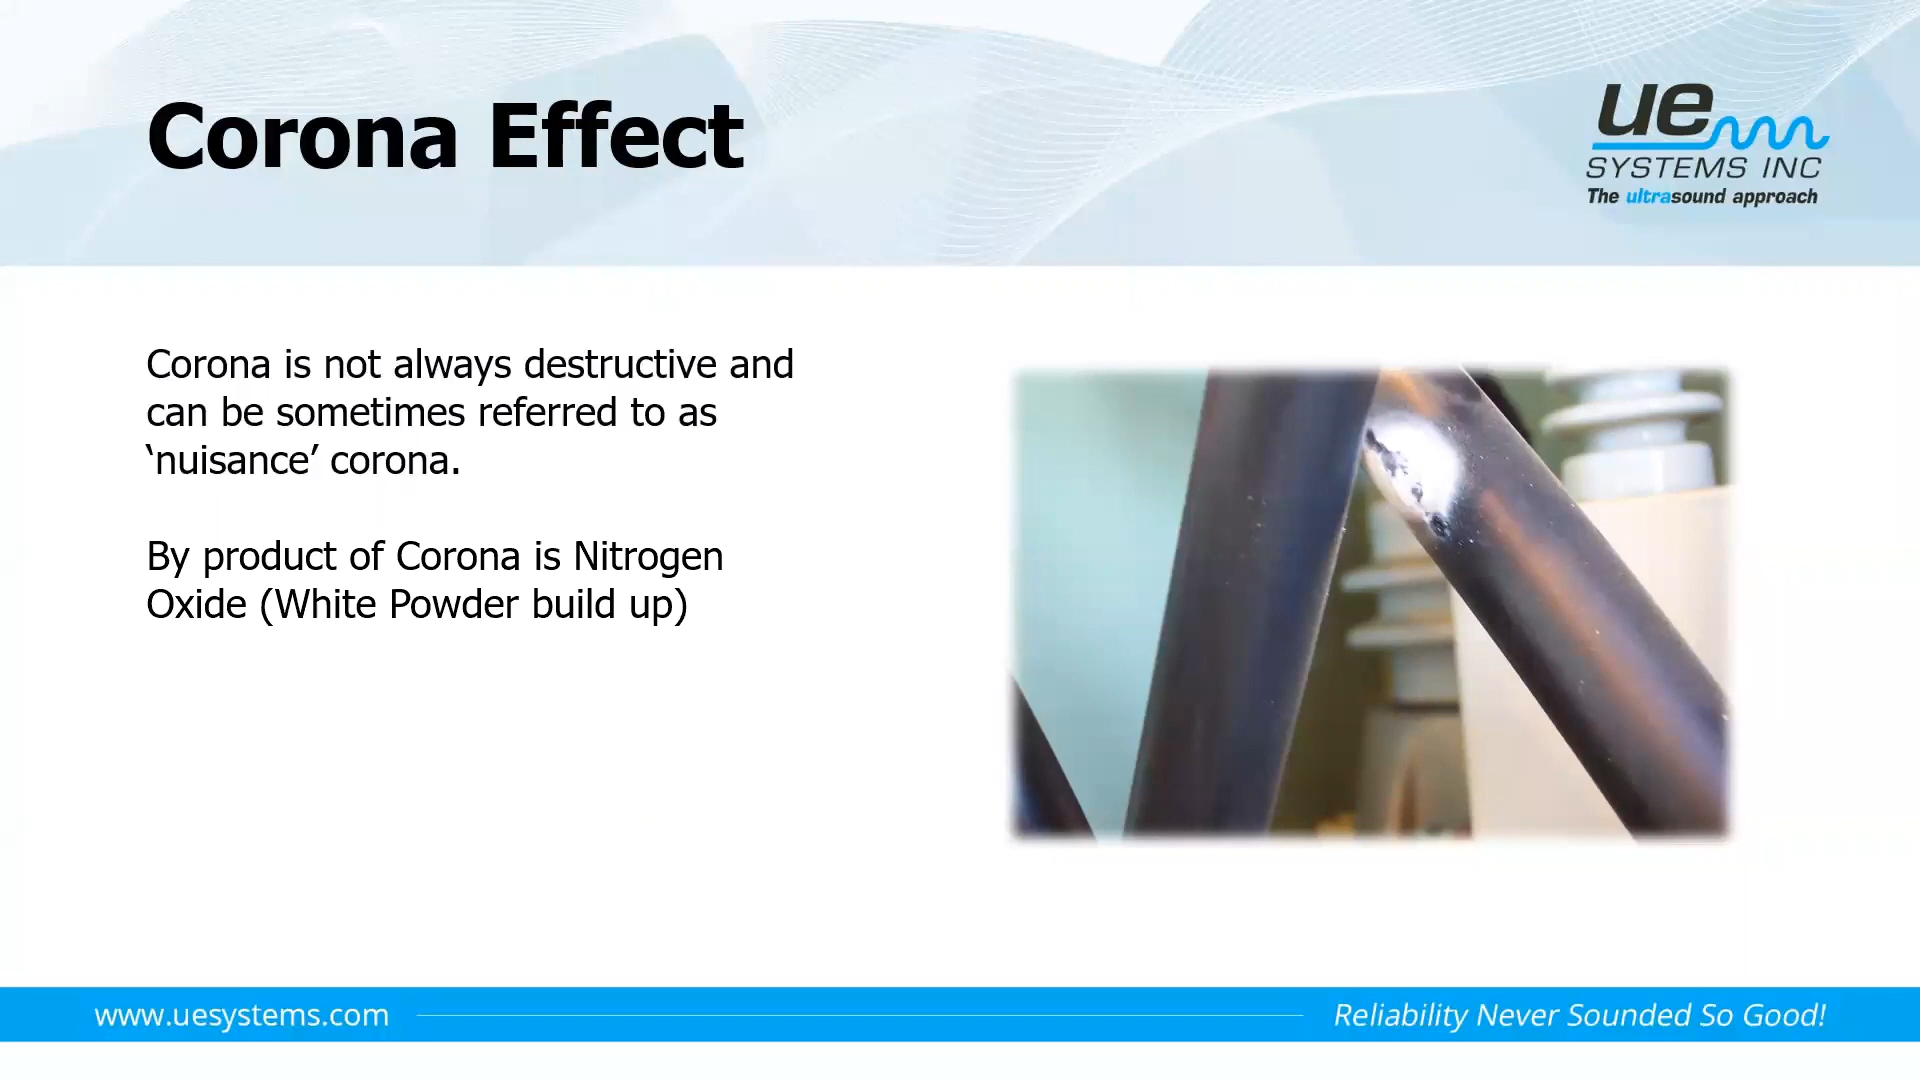 Corona Effect
ue
SYSTEMS INC
The ultrasound approach
Corona is not always destructive and
can be sometimes referred to as
‘nuisance’ corona.
By product of Corona is Nitrogen
Oxide (White Powder build up)
www.uesystems.com
Reliability Never Sounded So Good!